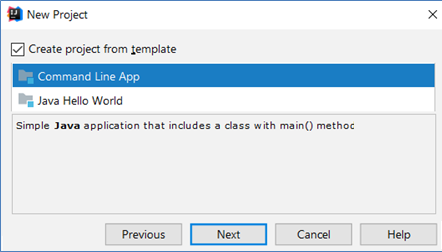 New Project
Create project from template
Command Line App
Java Hello World
Simple Java application that includes a class with main() method
Previous
Next
Cancel
Help